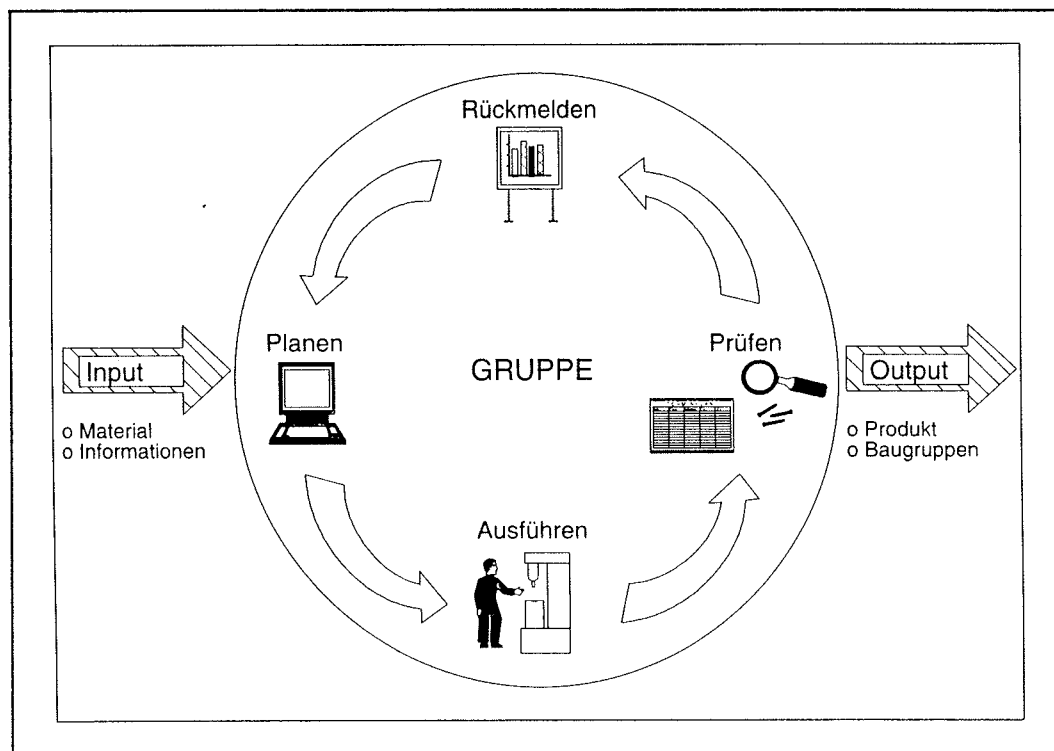 Rückmelden
Planen
GRUPPE
Prüfen
Input
Output
o Material
o Informationen
o Produkt
o Baugruppen
Ausführen